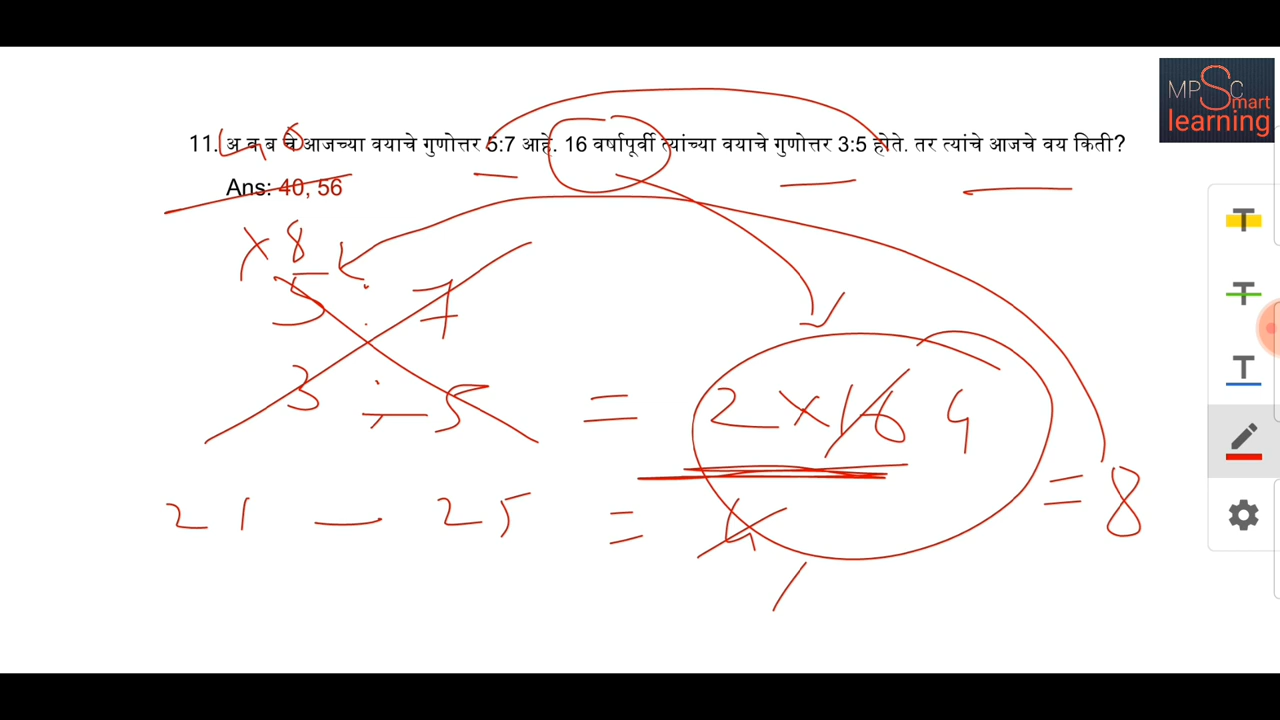 MPSC
Smart
learning
11. अ व ब चे आजच्या वयाचे गुणोत्तर 5:7 आहे. 16 वर्षापूर्वी त्यांच्या वयाचे गुणोत्तर 3:5 होते. तर त्यांचे आजचे वय किती?
Ans: 40, 56
x 8
5 : 7
3 : 5 = 2 x 16 4
21 — 25 = 4 = 8
T
T
T